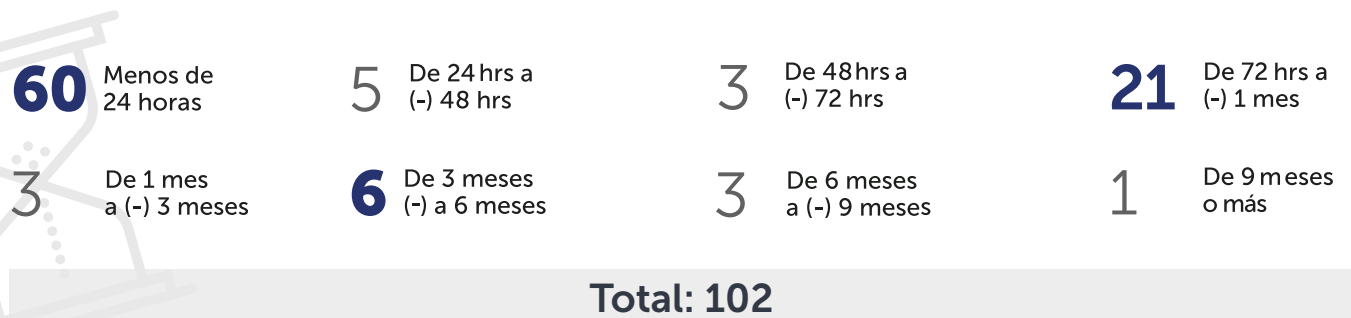 60 Menos de
24 horas
5 De 24 hrs a
(-) 48 hrs
3 De 48 hrs a
(-) 72 hrs
21 De 72 hrs a
(-) 1 mes
3 De 1 mes
a (-) 3 meses
6 De 3 meses
(-) a 6 meses
3 De 6 meses
a (-) 9 meses
1 De 9 meses
o más
Total: 102